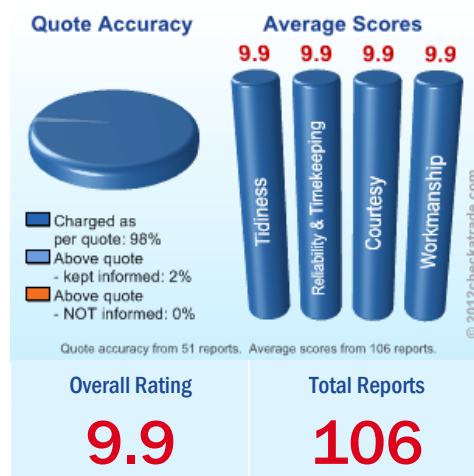 Quote Accuracy
Average Scores
9.9 9.9 9.9 9.9
Tidiness
Reliability & Timekeeping
Courtesy
Workmanship
Charged as
per quote: 98%
Above quote
- kept informed: 2%
Above quote
- NOT informed: 0%
© 2012checkatrade.com
Quote accuracy from 51 reports. Average scores from 106 reports.
Overall Rating
9.9
Total Reports
106